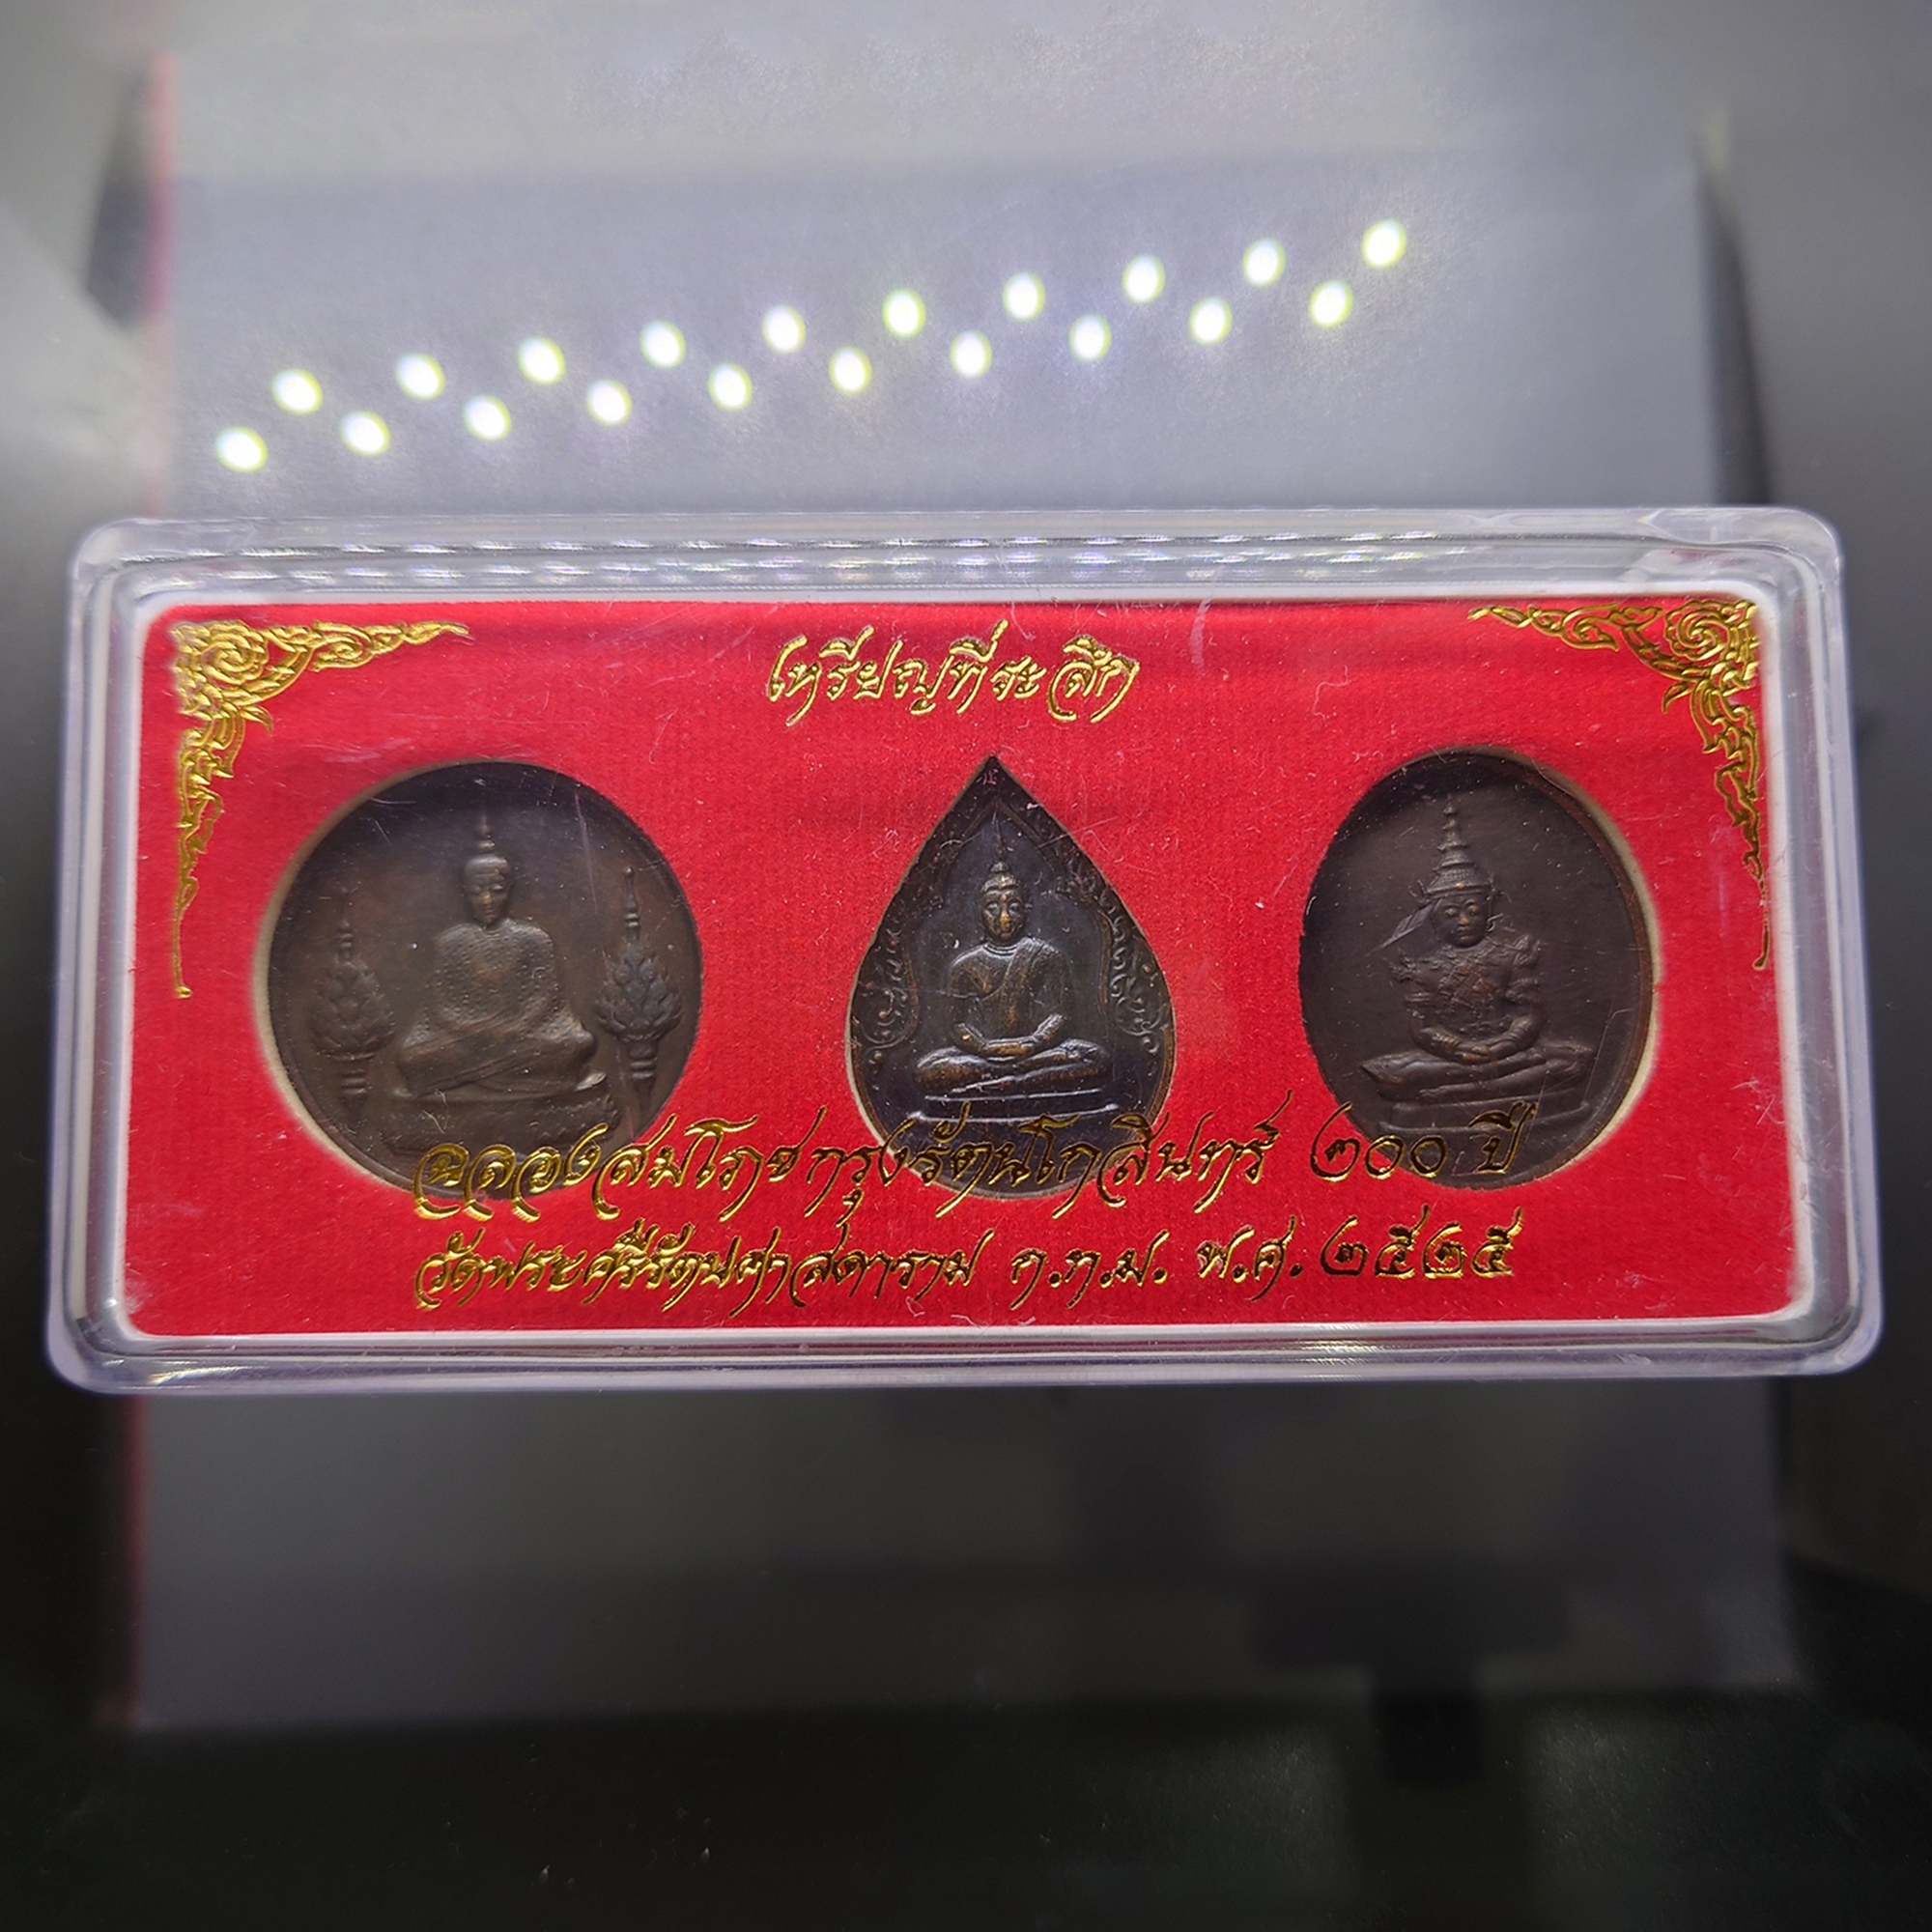 เหรียญที่ระลึก
ฉลองสมโภชกรุงรัตนโกสินทร์ ๒๐๐ ปี
วัดพระศรีรัตนศาสดาราม ก.ท.ม. พ.ศ. ๒๕๒๕